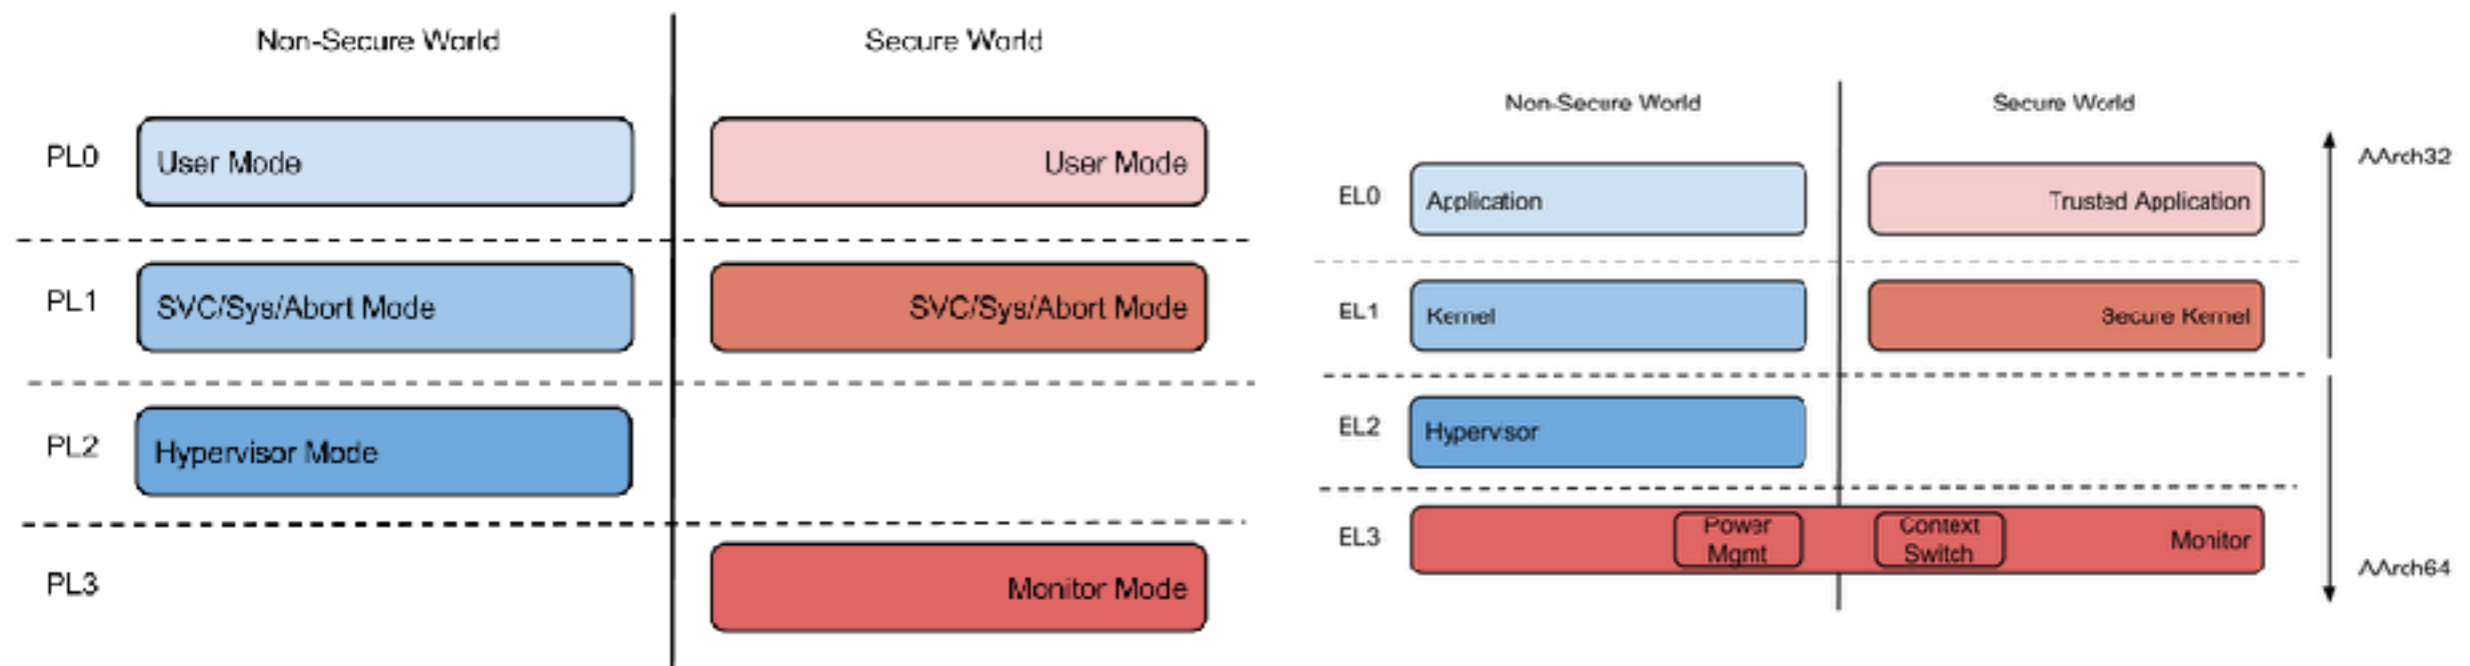 Non-Secure World
Secure World
PL0
User Mode
User Mode
PL1
SVC/Sys/Abort Mode
SVC/Sys/Abort Mode
PL2
Hypervisor Mode
PL3
Monitor Mode
Non-Secure World
Secure World
AArch32
EL0
Application
Trusted Application
EL1
Kernel
Secure Kernel
EL2
Hypervisor
EL3
Power
Mgmt
Context
Switch
Monitor
AArch64